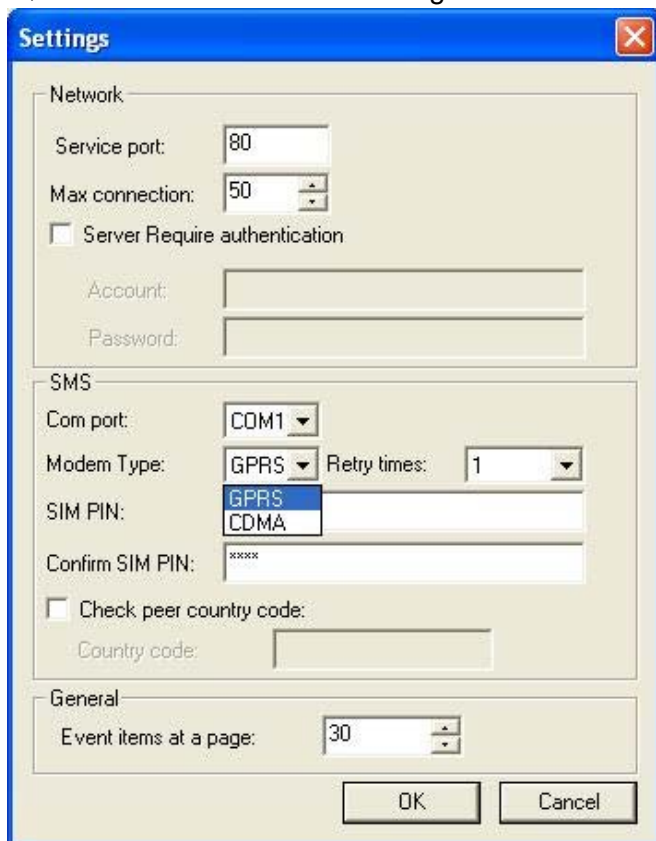 Settings
Network
Service port: 80
Max connection: 50
Server Require authentication
Account:
Password:
SMS
Com port: COM1
Modem Type: GPRS Retry times: 1
GPRS
SIM PIN:
CDMA
Confirm SIM PIN: ****
Check peer country code:
Country code:
General
Event items at a page: 30
OK Cancel